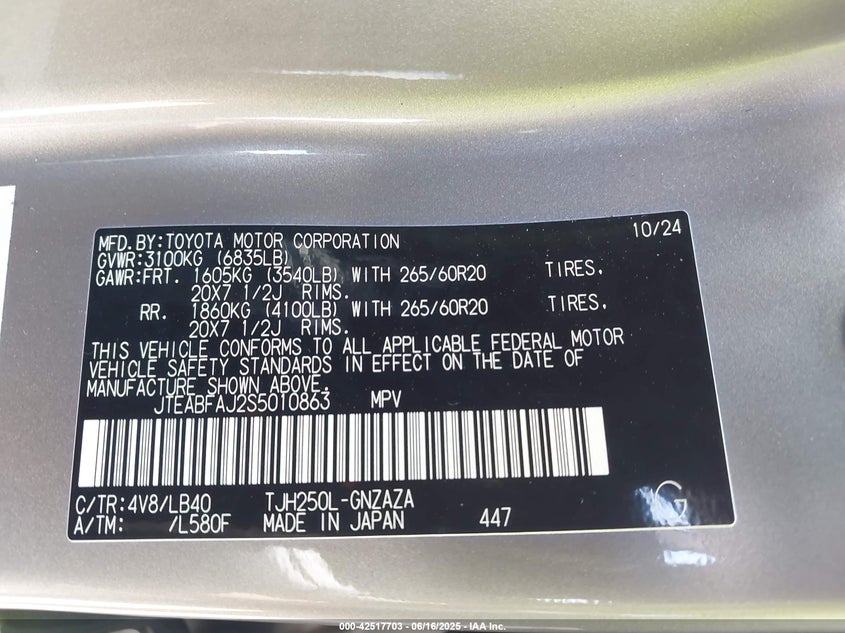 MFD.BY:TOYOTA MOTOR CORPORATION 10/24
GVWR:3100KG (6835LB)
GAWR:FRT. 1605KG (3540LB) WITH 265/60R20 TIRES.
20X7 1/2J RIMS.
RR. 1860KG (4100LB) WITH 265/60R20 TIRES.
20X7 1/2J RIMS.
THIS VEHICLE CONFORMS TO ALL APPLICABLE FEDERAL MOTOR
VEHICLE SAFETY STANDARDS IN EFFECT ON THE DATE OF
MANUFACTURE SHOWN ABOVE.
JTEABFAJ2S5010863 MPV
C/TR:4V8/LB40 TJH250L-GNZAZA
A/TM: /L580F MADE IN JAPAN 447
G
000-42517703 - 06/16/2025 - IAA Inc.